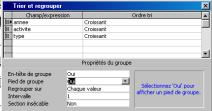 Trier et regrouper
Champ/expression Ordre tri
annee Croissant
activite Croissant
type Croissant
Propriétés du groupe
En-tête de groupe Oui
Pied de groupe Oui
Regrouper sur Chaque valeur
Intervalle 1
Section insécable Non
Sélectionnez 'Oui' pour
afficher un pied de groupe.